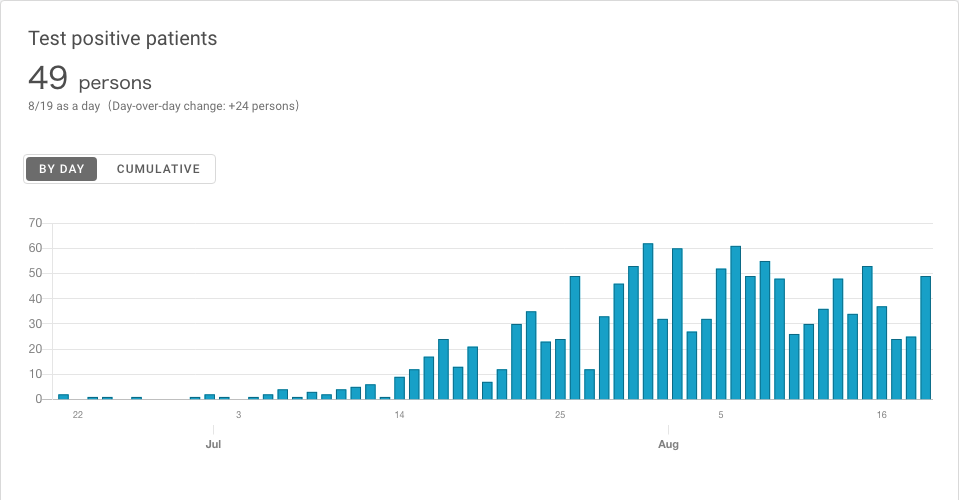 Test positive patients
49 persons
8/19 as a day（Day-over-day change: +24 persons）
BY DAY CUMULATIVE
70
60
50
40
30
20
10
0
22 3 14 25 5 16
Jul Aug